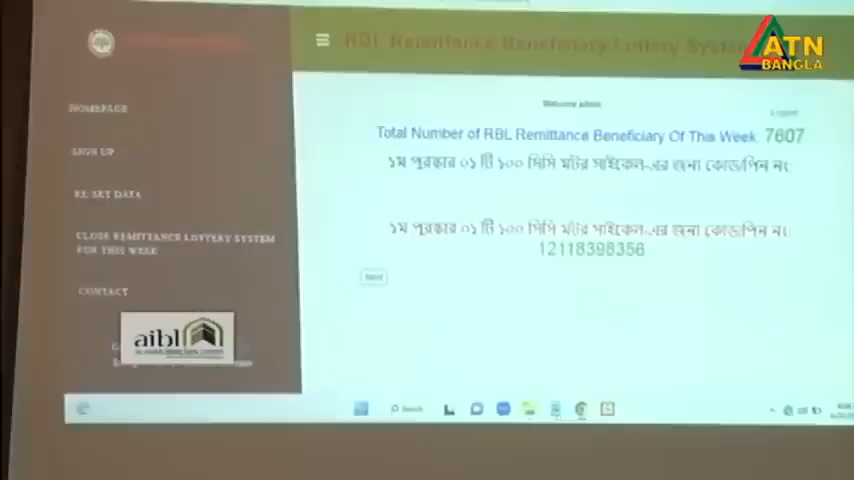 RBL Remittance Beneficiary Lottery System
ATN
BANGLA
HOMEPAGE
SIGN UP
RE-SET DATA
CLOSE REMITTANCE LOTTERY SYSTEM
FOR THIS WEEK
CONTACT
aibl
Welcome admin
Logout
Total Number of RBL Remittance Beneficiary Of This Week 7607
১ম পুরস্কার ০১ টি ১০০ সিসি মটর সাইকেল-এর জন্য কোড/পিন নং:
১ম পুরস্কার ০১ টি ১০০ সিসি মটর সাইকেল-এর জন্য কোড/পিন নং:
12118398356
Next
Search